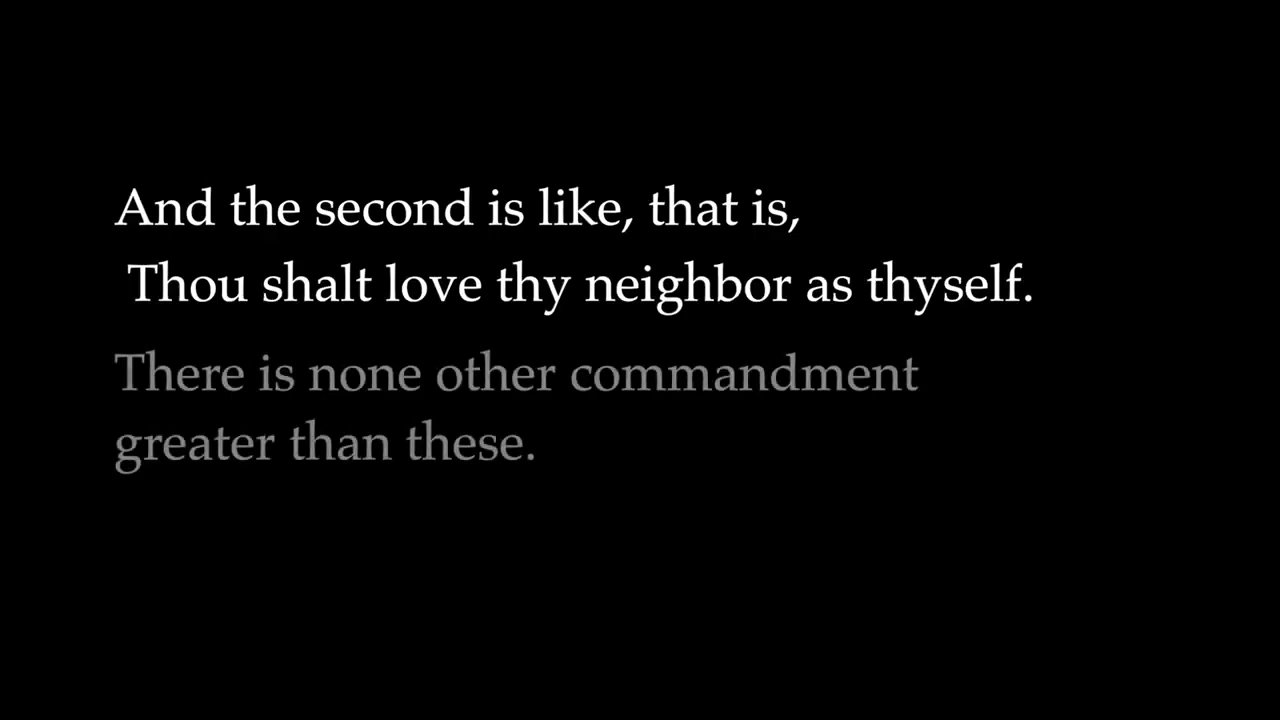 And the second is like, that is,
Thou shalt love thy neighbor as thyself.
There is none other commandment
greater than these.